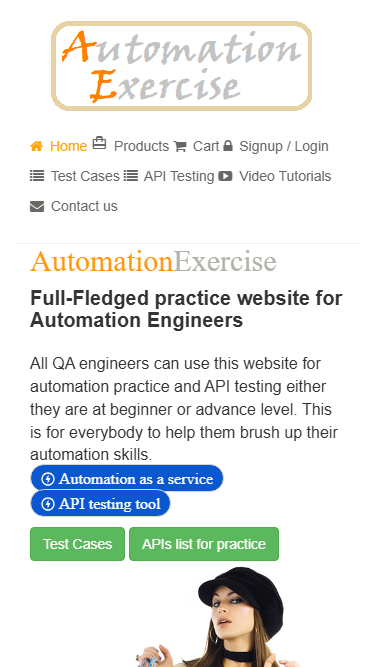 Automation
Exercise
Home Products Cart Signup / Login
Test Cases API Testing Video Tutorials
Contact us
AutomationExercise
Full-Fledged practice website for
Automation Engineers
All QA engineers can use this website for
automation practice and API testing either
they are at beginner or advance level. This
is for everybody to help them brush up their
automation skills.
Automation as a service
API testing tool
Test Cases APIs list for practice